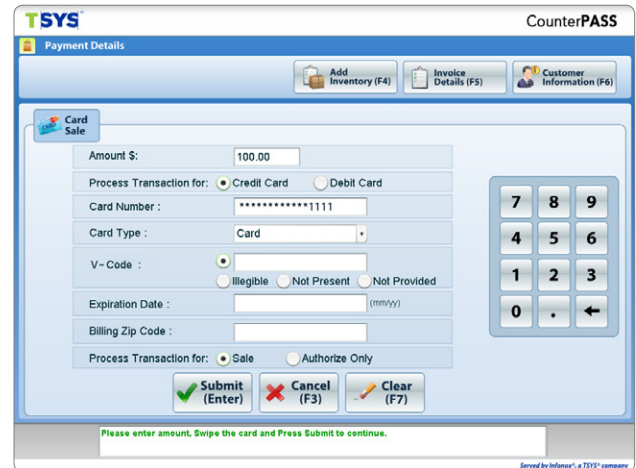 TSYS
CounterPASS
Payment Details
Add Inventory (F4)
Invoice Details (F5)
Customer Information (F6)
Card Sale
Amount $: 100.00
Process Transaction for: Credit Card Debit Card
Card Number : ************1111
Card Type : Card
V-Code :
Illegible Not Present Not Provided
Expiration Date : (mm/yy)
Billing Zip Code :
Process Transaction for: Sale Authorize Only
7 8 9
4 5 6
1 2 3
0 .
Submit (Enter)
Cancel (F3)
Clear (F7)
Please enter amount, Swipe the card and Press Submit to continue.
Served by Infonox®, a TSYS® company